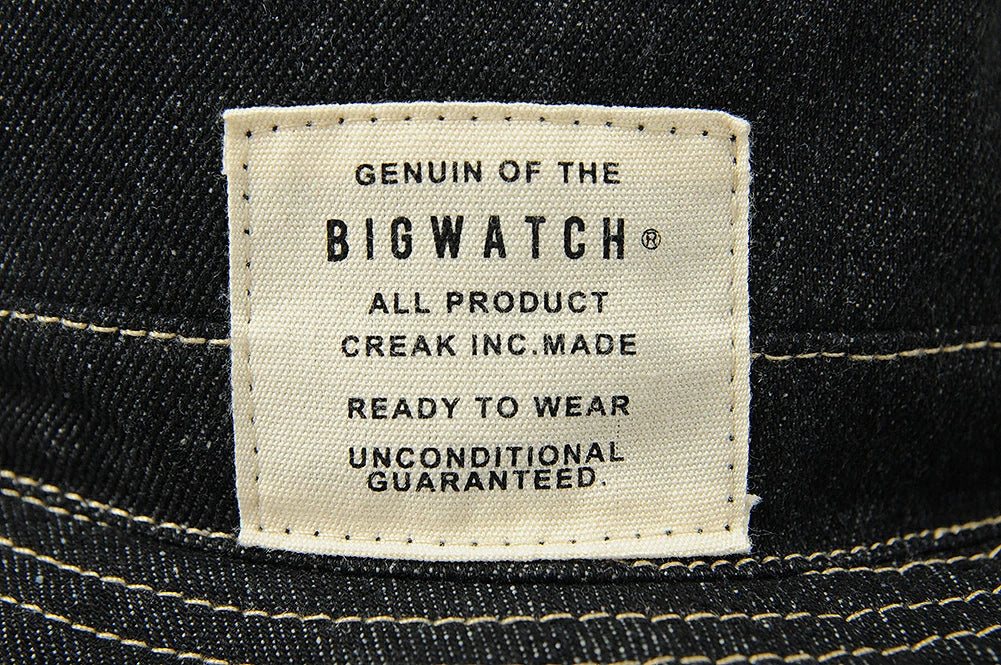 GENUIN OF THE
BIGWATCH®
ALL PRODUCT
CREAK INC.MADE
READY TO WEAR
UNCONDITIONAL
GUARANTEED.